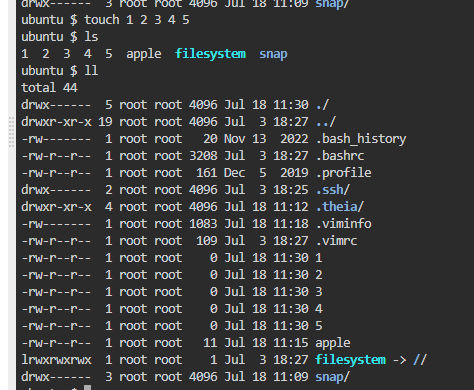 drwx------  3 root root 4096 Jul 18 11:09 snap/
ubuntu $ touch 1 2 3 4 5
ubuntu $ ls
1  2  3  4  5  apple  filesystem  snap
ubuntu $ ll
total 44
drwx------  5 root root 4096 Jul 18 11:30 ./
drwxr-xr-x 19 root root 4096 Jul  3 18:27 ../
-rw-------  1 root root   20 Nov 13  2022 .bash_history
-rw-r--r--  1 root root 3208 Jul  3 18:27 .bashrc
-rw-r--r--  1 root root  161 Dec  5  2019 .profile
drwx------  2 root root 4096 Jul  3 18:25 .ssh/
drwxr-xr-x  4 root root 4096 Jul 18 11:12 .theia/
-rw-------  1 root root 1083 Jul 18 11:18 .viminfo
-rw-r--r--  1 root root  109 Jul  3 18:27 .vimrc
-rw-r--r--  1 root root    0 Jul 18 11:30 1
-rw-r--r--  1 root root    0 Jul 18 11:30 2
-rw-r--r--  1 root root    0 Jul 18 11:30 3
-rw-r--r--  1 root root    0 Jul 18 11:30 4
-rw-r--r--  1 root root    0 Jul 18 11:30 5
-rw-r--r--  1 root root   11 Jul 18 11:15 apple
lrwxrwxrwx  1 root root    1 Jul  3 18:27 filesystem -> //
drwx------  3 root root 4096 Jul 18 11:09 snap/
ubuntu $